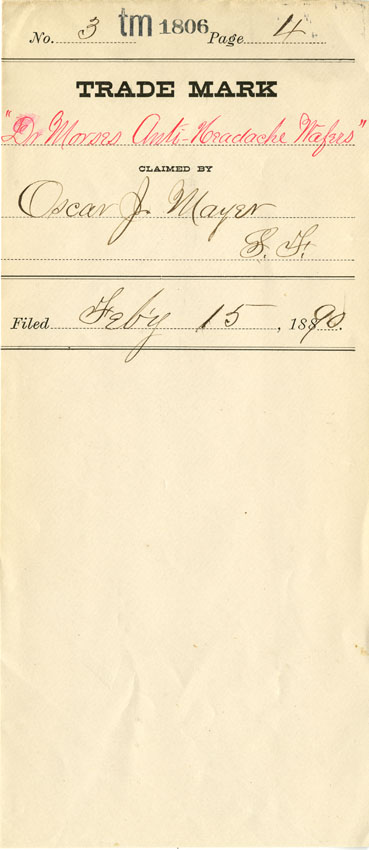 No. 3 tm 1806 Page 4
TRADE MARK
"Dr Morses Anti-Headache Wafers"
CLAIMED BY
Oscar J. Mayer
S. F.
Filed Feb'y 15, 1890.